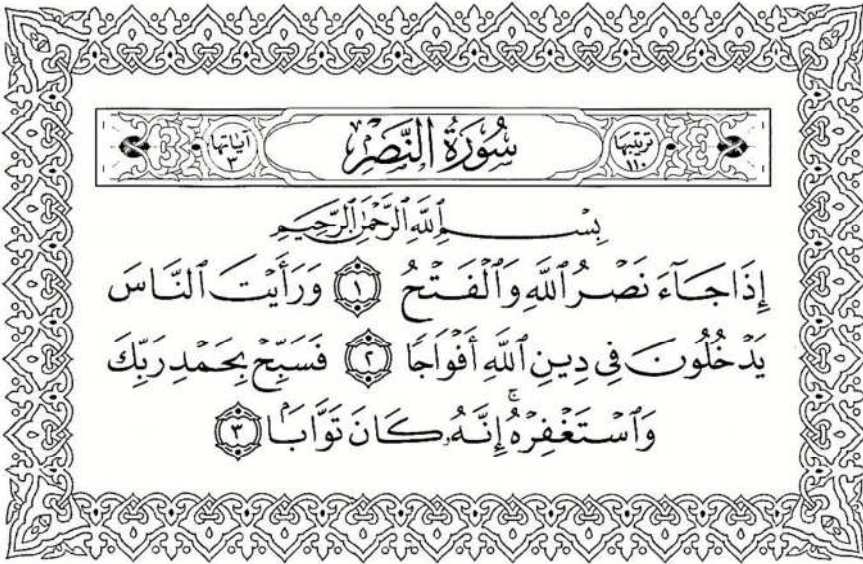 ترتيبها ١١٠ سُورَةُ النَّصْرِ آياتها ٣
بِسْمِ ٱللَّهِ ٱلرَّحْمَٰنِ ٱلرَّحِيمِ
إِذَا جَآءَ نَصْرُ ٱللَّهِ وَٱلْفَتْحُ ١ وَرَأَيْتَ ٱلنَّاسَ
يَدْخُلُونَ فِى دِينِ ٱللَّهِ أَفْوَاجًا ٢ فَسَبِّحْ بِحَمْدِ رَبِّكَ
وَٱسْتَغْفِرْهُ ۚ إِنَّهُۥ كَانَ تَوَّابَۢا ٣